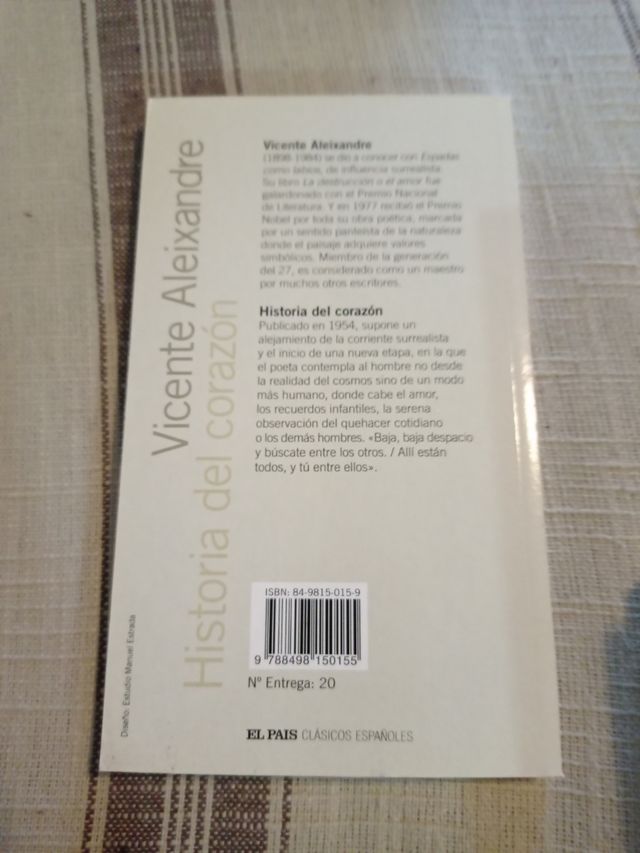 Vicente Aleixandre
Historia del corazón
Vicente Aleixandre
(1898-1984) se dio a conocer con Espadas
como labios, de influencia surrealista.
Su libro La destrucción o el amor fue
galardonado con el Premio Nacional
de Literatura. Y en 1977 recibió el Premio
Nobel por toda su obra poética, marcada
por un sentido panteísta de la naturaleza
donde el paisaje adquiere valores
simbólicos. Miembro de la generación
del 27, es considerado como un maestro
por muchos otros escritores.
Historia del corazón
Publicado en 1954, supone un
alejamiento de la corriente surrealista
y el inicio de una nueva etapa, en la que
el poeta contempla al hombre no desde
la realidad del cosmos sino de un modo
más humano, donde cabe el amor,
los recuerdos infantiles, la serena
observación del quehacer cotidiano
o los demás hombres. «Baja, baja despacio
y búscate entre los otros. / Allí están
todos, y tú entre ellos».
ISBN: 84-9815-015-9
9 788498 150155
Nº Entrega: 20
EL PAIS CLÁSICOS ESPAÑOLES
Diseño: Estudio Manuel Estrada